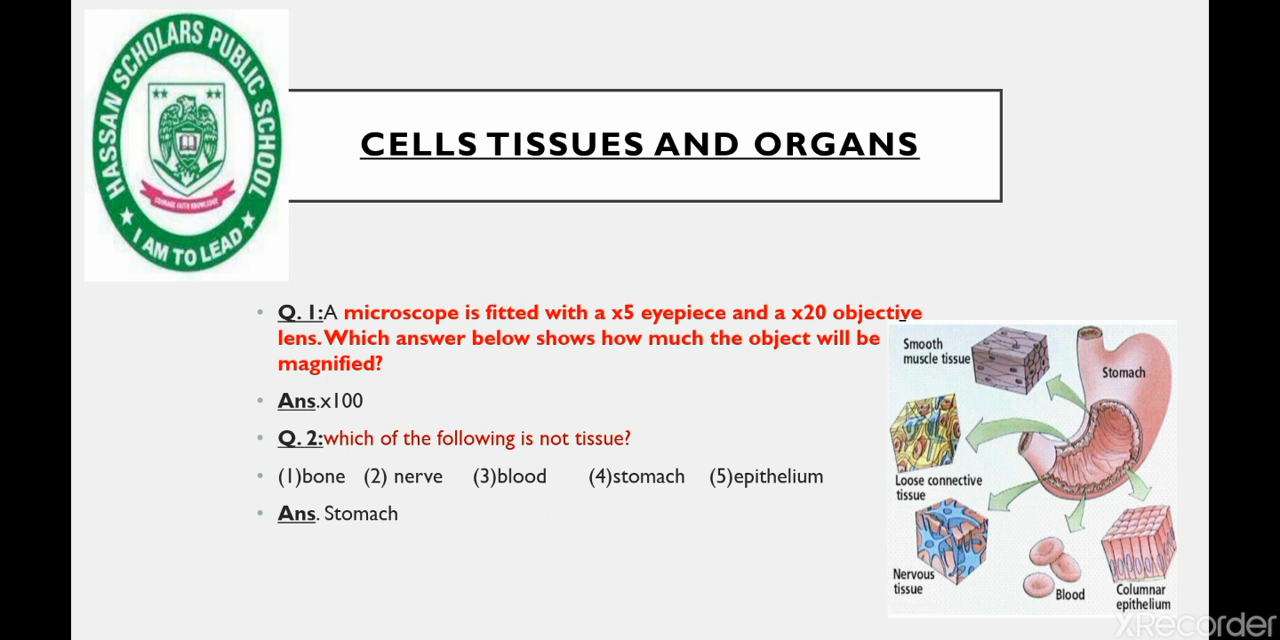 HASSAN SCHOLARS PUBLIC SCHOOL
COURAGE FAITH KNOWLEDGE
I AM TO LEAD
CELLS TISSUES AND ORGANS
Q. 1:A microscope is fitted with a x5 eyepiece and a x20 objective
lens. Which answer below shows how much the object will be
magnified?
Ans.x100
Q. 2:which of the following is not tissue?
(1)bone (2) nerve (3)blood (4)stomach (5)epithelium
Ans. Stomach
Smooth
muscle tissue
Stomach
Loose connective
tissue
Nervous
tissue
Blood
Columnar
epithelium
XRecorder